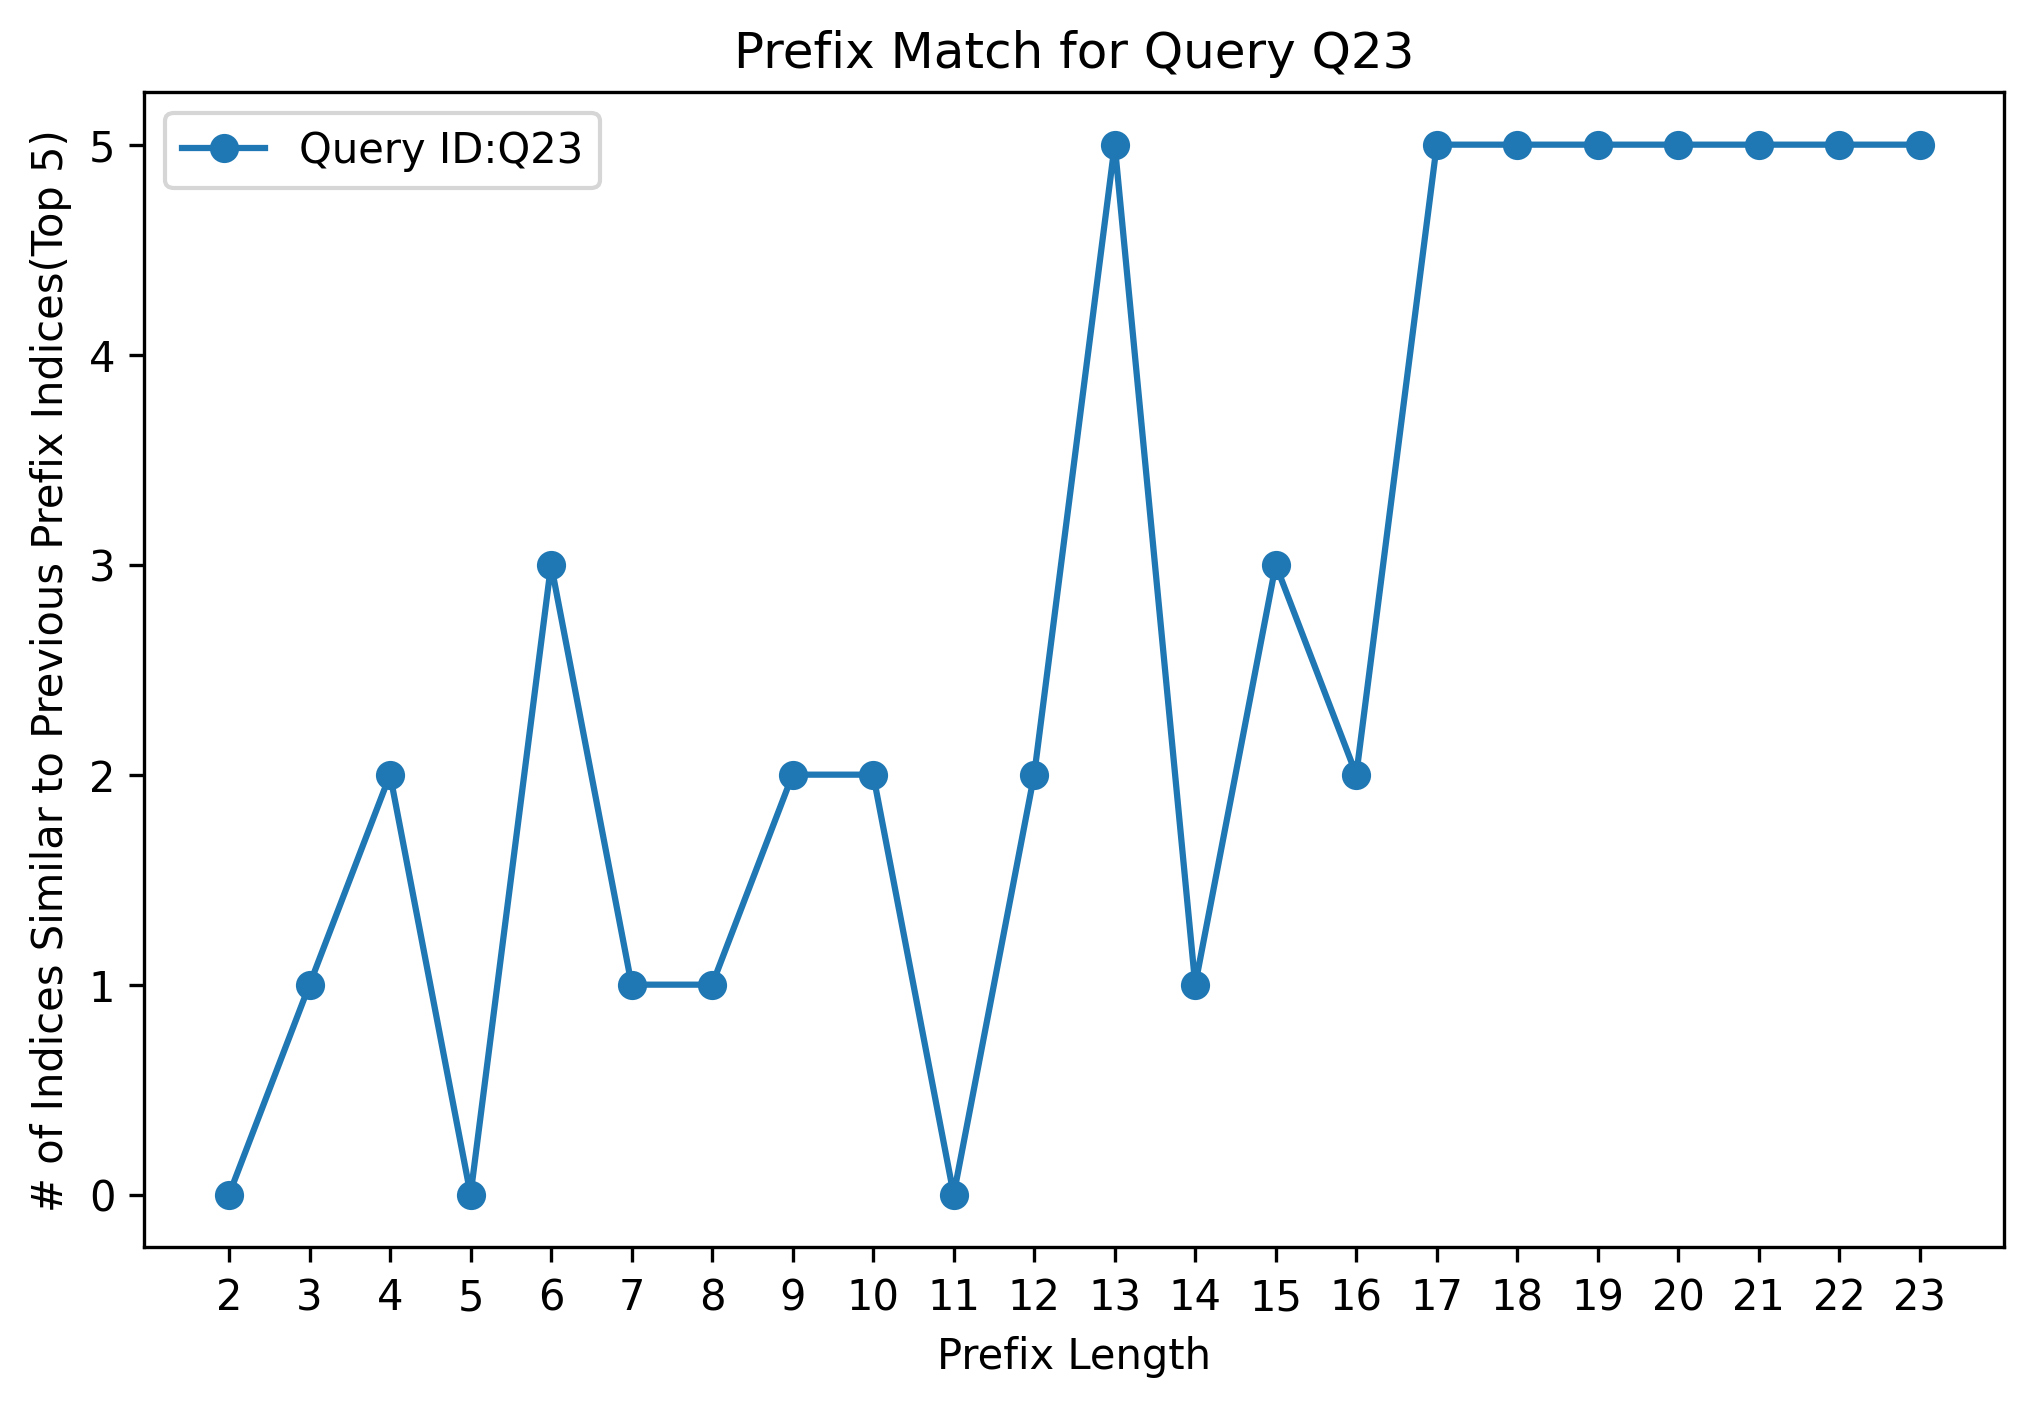 Prefix Match for Query Q23
Query ID:Q23
# of Indices Similar to Previous Prefix Indices(Top 5)
5
4
3
2
1
0
2 3 4 5 6 7 8 9 10 11 12 13 14 15 16 17 18 19 20 21 22 23
Prefix Length